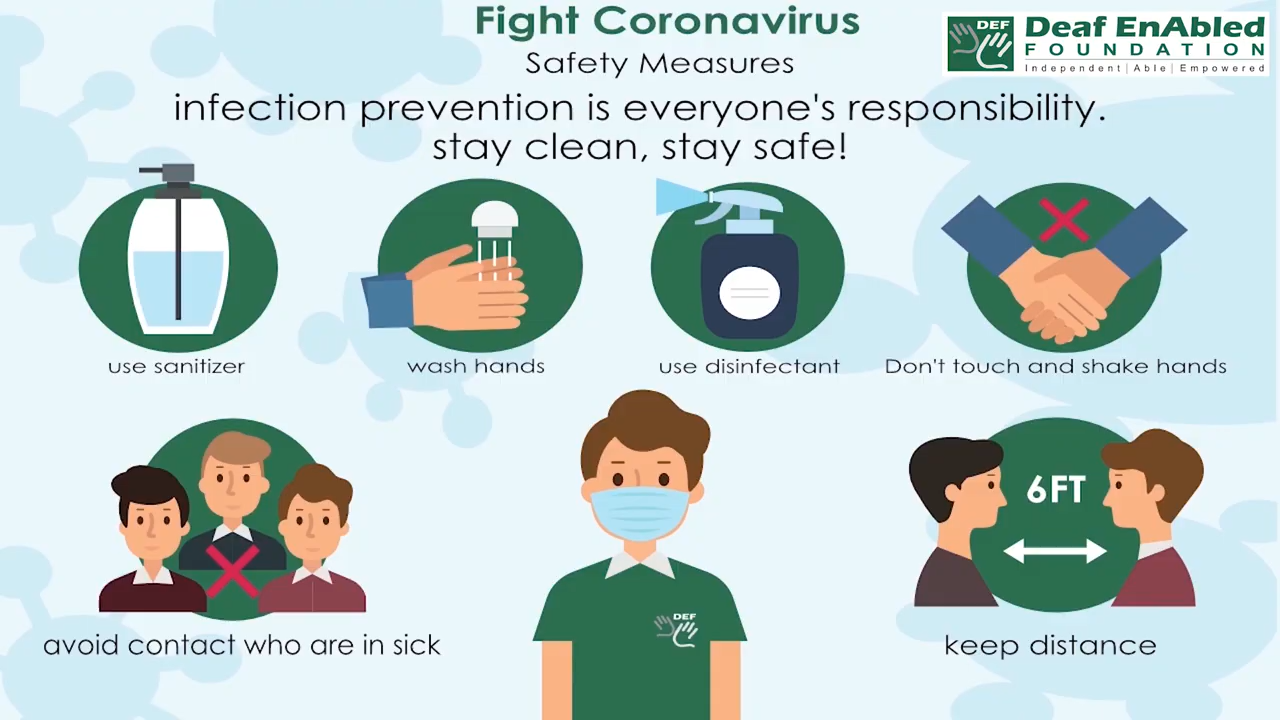 Fight Coronavirus
Safety Measures
DEF
Deaf EnAbled
FOUNDATION
Independent | Able | Empowered
infection prevention is everyone's responsibility.
stay clean, stay safe!
use sanitizer
wash hands
use disinfectant
Don't touch and shake hands
6FT
DEF
avoid contact who are in sick
keep distance